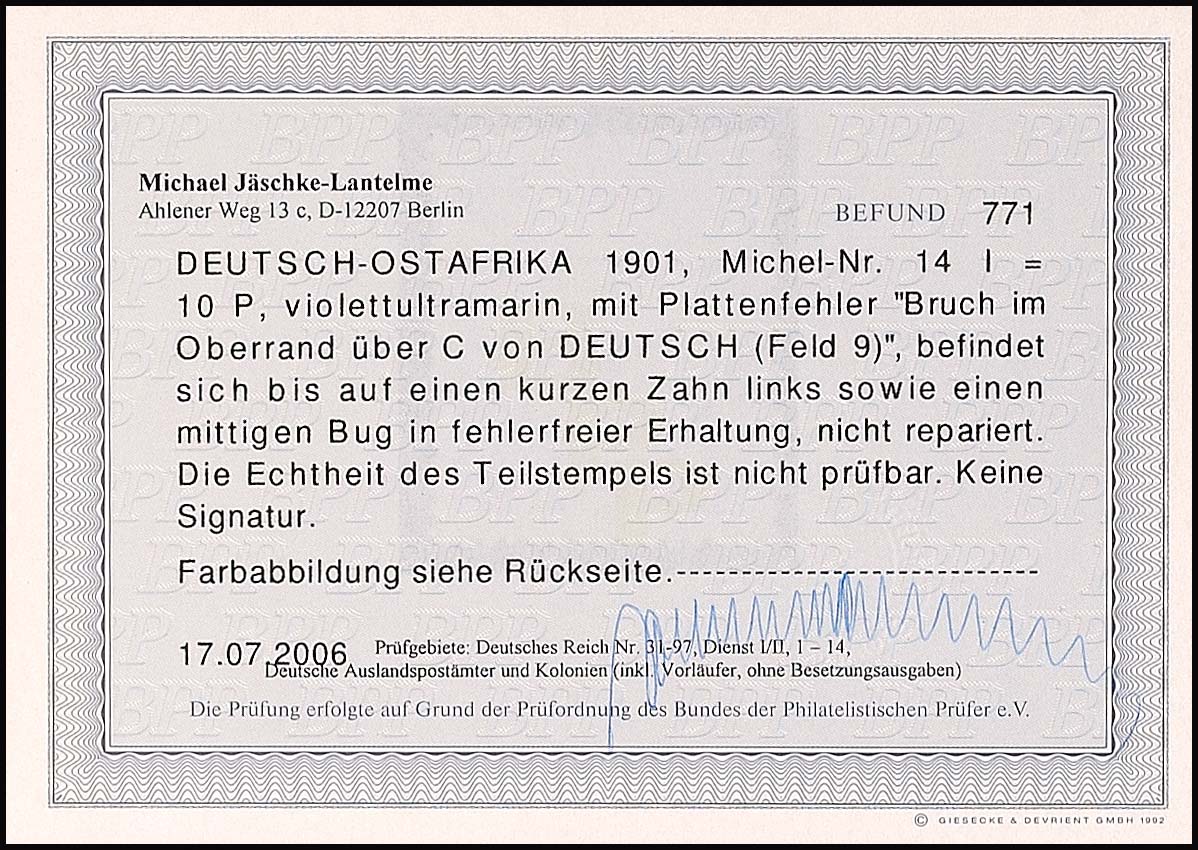 Michael Jäschke-Lantelme
Ahlener Weg 13 c, D-12207 Berlin
BEFUND 771
DEUTSCH-OSTAFRIKA 1901, Michel-Nr. 14 I =
10 P, violettultramarin, mit Plattenfehler "Bruch im
Oberrand über C von DEUTSCH (Feld 9)", befindet
sich bis auf einen kurzen Zahn links sowie einen
mittigen Bug in fehlerfreier Erhaltung, nicht repariert.
Die Echtheit des Teilstempels ist nicht prüfbar. Keine
Signatur.
Farbabbildung siehe Rückseite.----------------------------
17.07.2006 Prüfgebiete: Deutsches Reich Nr. 31-97, Dienst I/II, 1 – 14,
Deutsche Auslandspostämter und Kolonien (inkl. Vorläufer, ohne Besetzungsausgaben)
Die Prüfung erfolgte auf Grund der Prüfordnung des Bundes der Philatelistischen Prüfer e.V.
© GIESECKE & DEVRIENT GMBH 1992